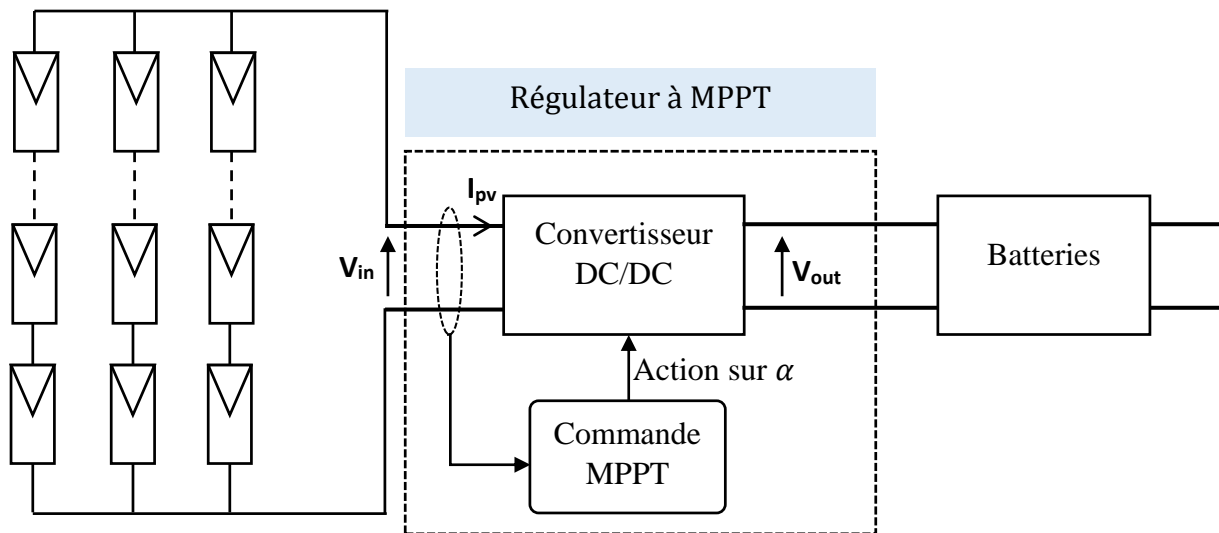 Régulateur à MPPT
Ipv
Vin
Convertisseur
DC/DC
Vout
Batteries
Action sur α
Commande
MPPT